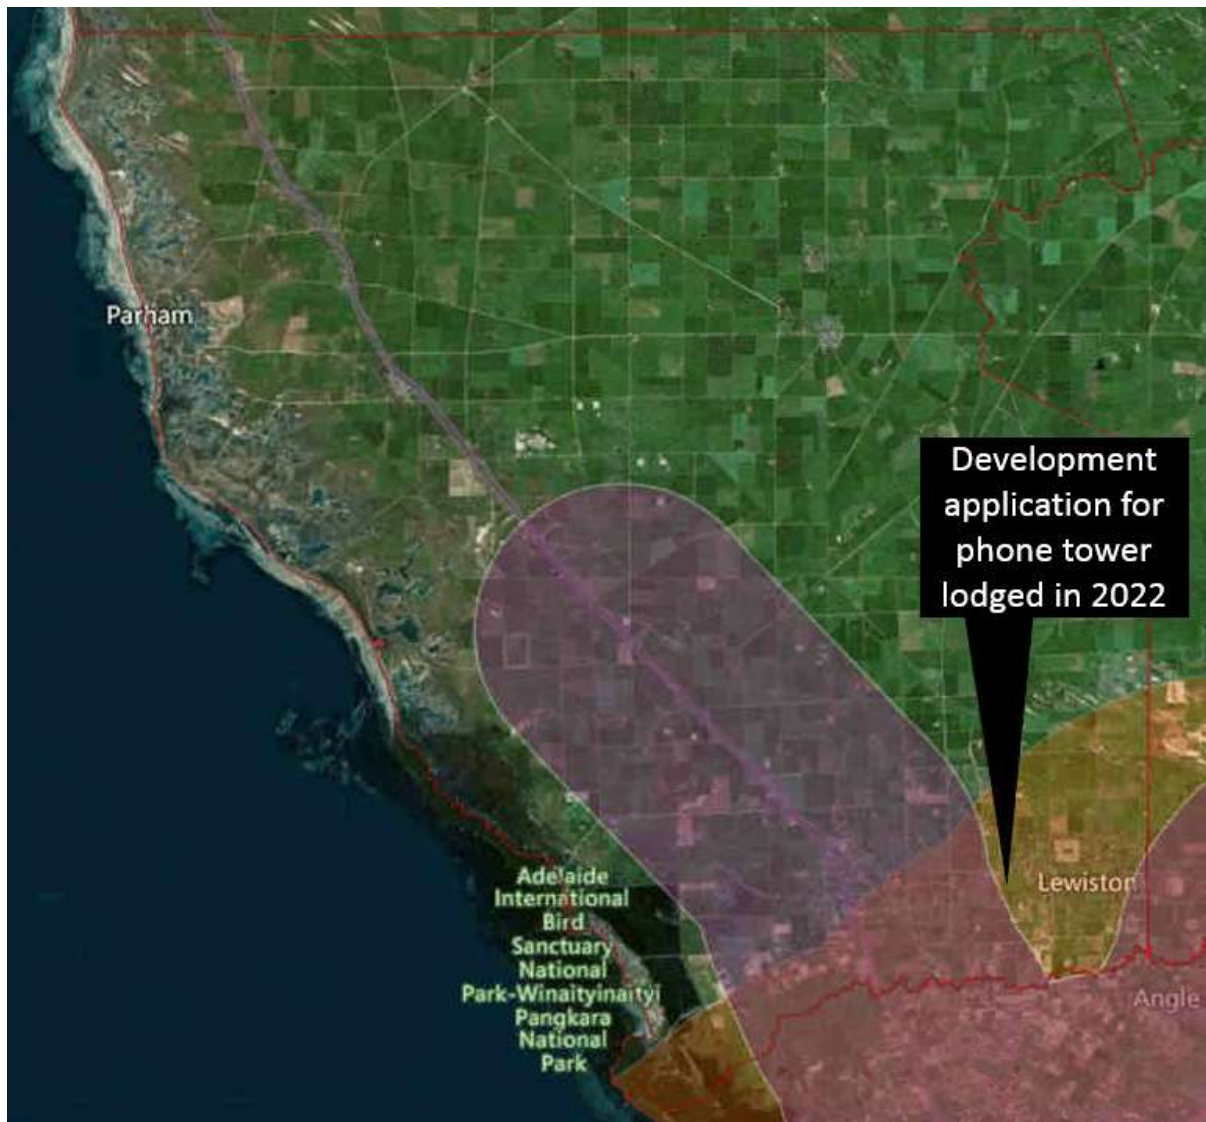 Parham
Development
application for
phone tower
lodged in 2022
Lewiston
Adelaide
International
Bird
Sanctuary
National
Park-Winaityinaityi
Pangkara
National
Park
Angle